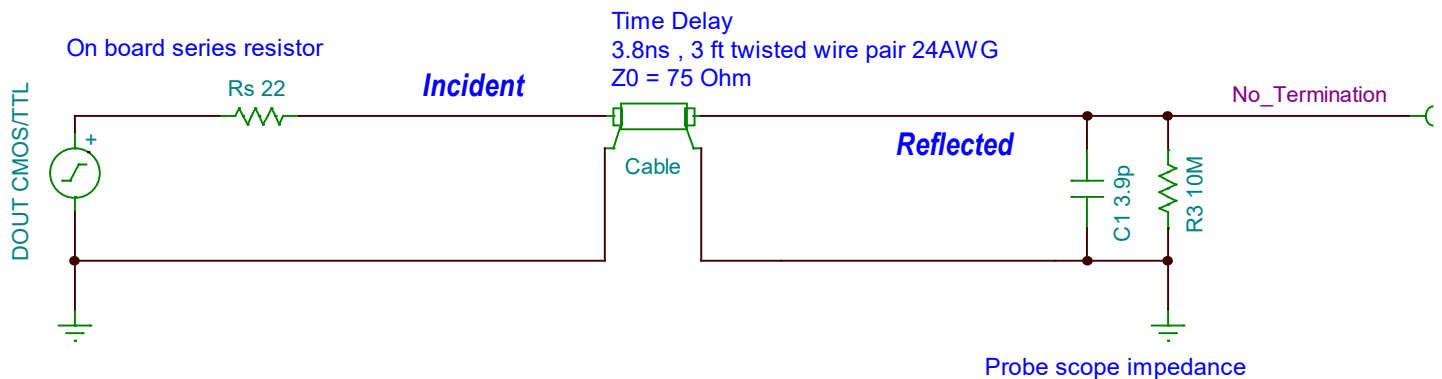 Time Delay
3.8ns , 3 ft twisted wire pair 24AWG
Z0 = 75 Ohm
On board series resistor
Rs 22
Incident
No_Termination
DOUT CMOS/TTL
+
Reflected
Cable
C1 3.9p
R3 10M
Probe scope impedance